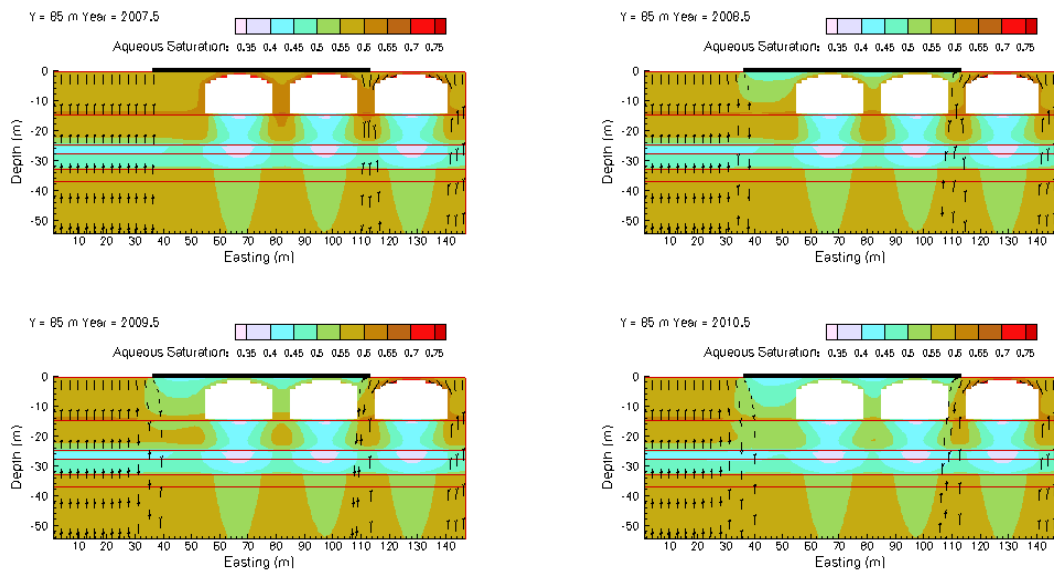 Y = 85 m Year = 2007.5
Aqueous Saturation: 0.35 0.4 0.45 0.5 0.55 0.6 0.65 0.7 0.75
Depth (m)
0
-10
-20
-30
-40
-50
10 20 30 40 50 60 70 80 90 100 110 120 130 140
Easting (m)
Y = 85 m Year = 2008.5
Aqueous Saturation: 0.35 0.4 0.45 0.5 0.55 0.6 0.65 0.7 0.75
Depth (m)
0
-10
-20
-30
-40
-50
10 20 30 40 50 60 70 80 90 100 110 120 130 140
Easting (m)
Y = 85 m Year = 2009.5
Aqueous Saturation: 0.35 0.4 0.45 0.5 0.55 0.6 0.65 0.7 0.75
Depth (m)
0
-10
-20
-30
-40
-50
10 20 30 40 50 60 70 80 90 100 110 120 130 140
Easting (m)
Y = 85 m Year = 2010.5
Aqueous Saturation: 0.35 0.4 0.45 0.5 0.55 0.6 0.65 0.7 0.75
Depth (m)
0
-10
-20
-30
-40
-50
10 20 30 40 50 60 70 80 90 100 110 120 130 140
Easting (m)